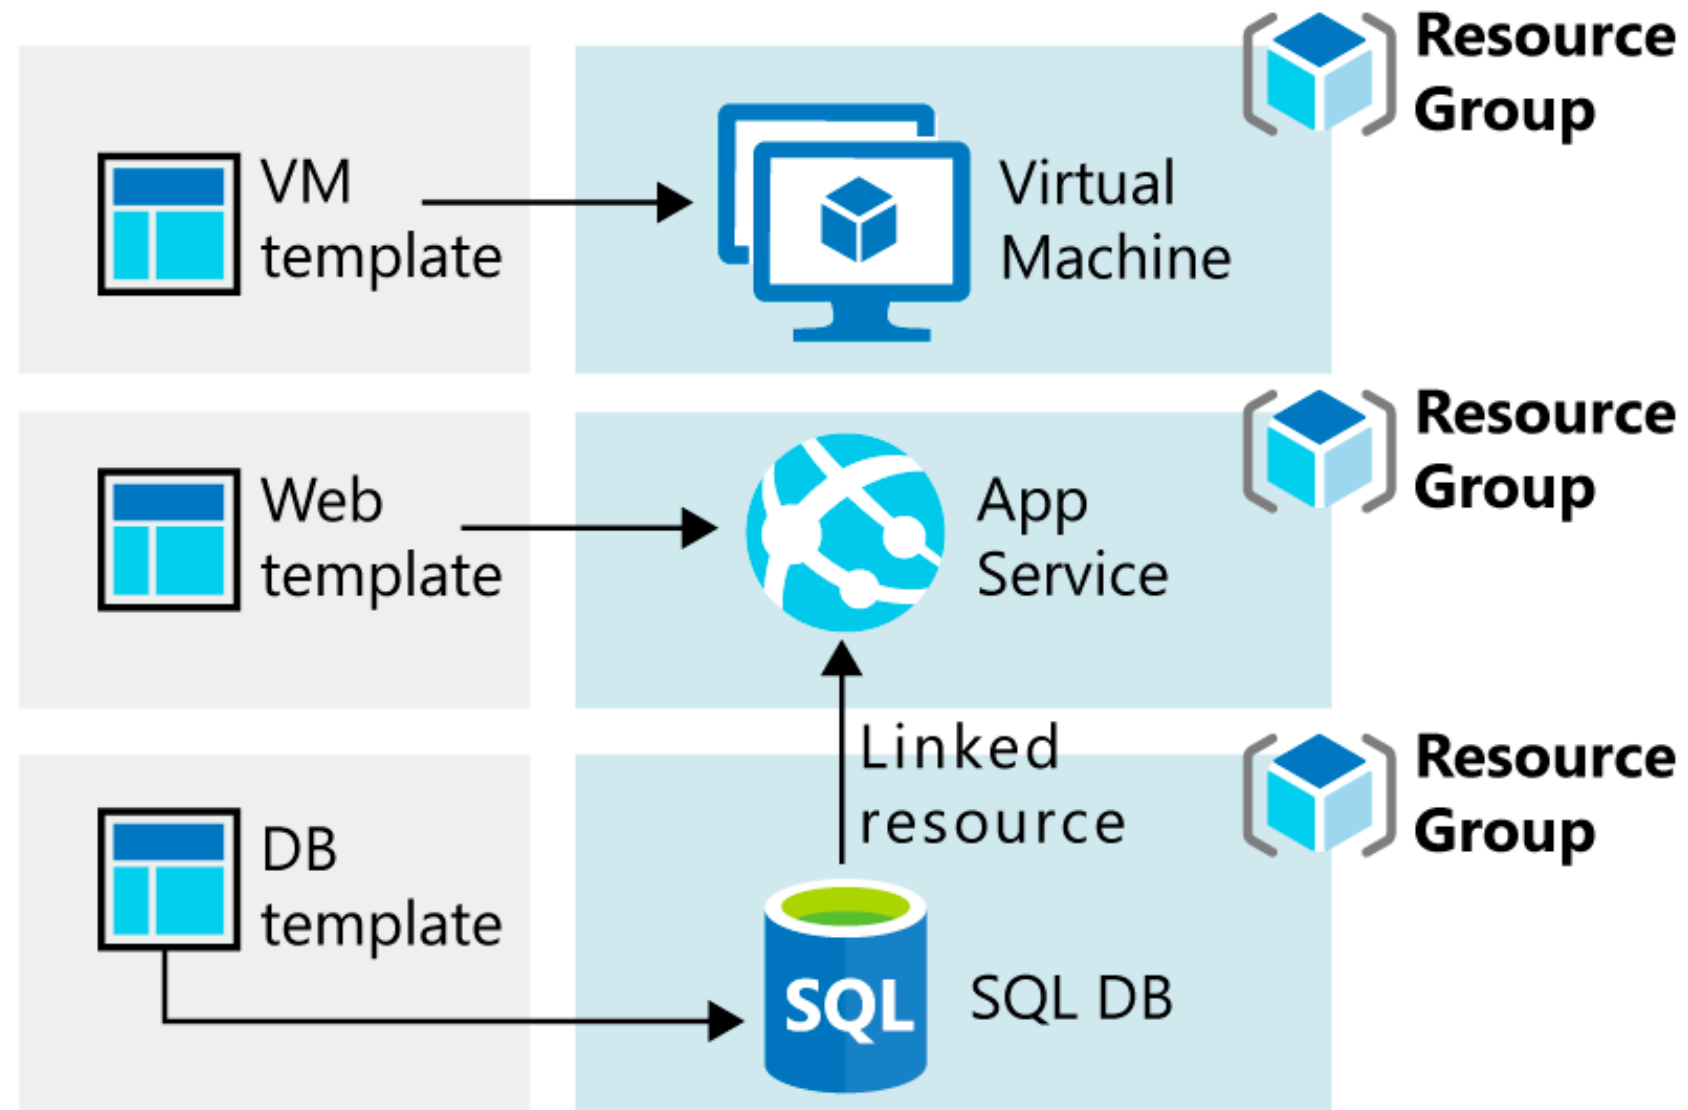 VM
template
Virtual
Machine
Resource
Group
Web
template
App
Service
Resource
Group
Linked
resource
DB
template
SQL
SQL DB
Resource
Group